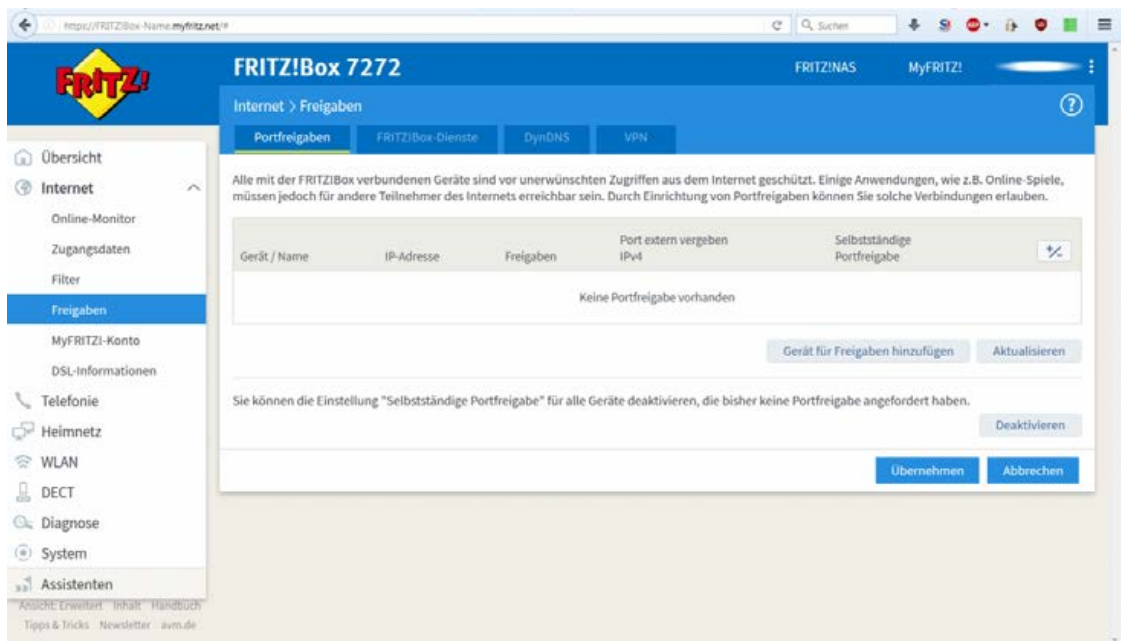 https://FRITZ!Box-Name.myfritz.net/#
Suchen
FRITZ!
FRITZ!Box 7272
FRITZ!NAS
MyFRITZ!
Internet > Freigaben
Portfreigaben
FRITZ!Box-Dienste
DynDNS
VPN
Übersicht
Internet
Online-Monitor
Zugangsdaten
Filter
Freigaben
MyFRITZ!-Konto
DSL-Informationen
Telefonie
Heimnetz
WLAN
DECT
Diagnose
System
Assistenten
Ansicht: Erweitert Inhalt Handbuch
Tipps & Tricks Newsletter avm.de
Alle mit der FRITZ!Box verbundenen Geräte sind vor unerwünschten Zugriffen aus dem Internet geschützt. Einige Anwendungen, wie z.B. Online-Spiele,
müssen jedoch für andere Teilnehmer des Internets erreichbar sein. Durch Einrichtung von Portfreigaben können Sie solche Verbindungen erlauben.
Gerät / Name
IP-Adresse
Freigaben
Port extern vergeben
IPv4
Selbstständige
Portfreigabe
Keine Portfreigabe vorhanden
Gerät für Freigaben hinzufügen
Aktualisieren
Sie können die Einstellung "Selbstständige Portfreigabe" für alle Geräte deaktivieren, die bisher keine Portfreigabe angefordert haben.
Deaktivieren
Übernehmen
Abbrechen